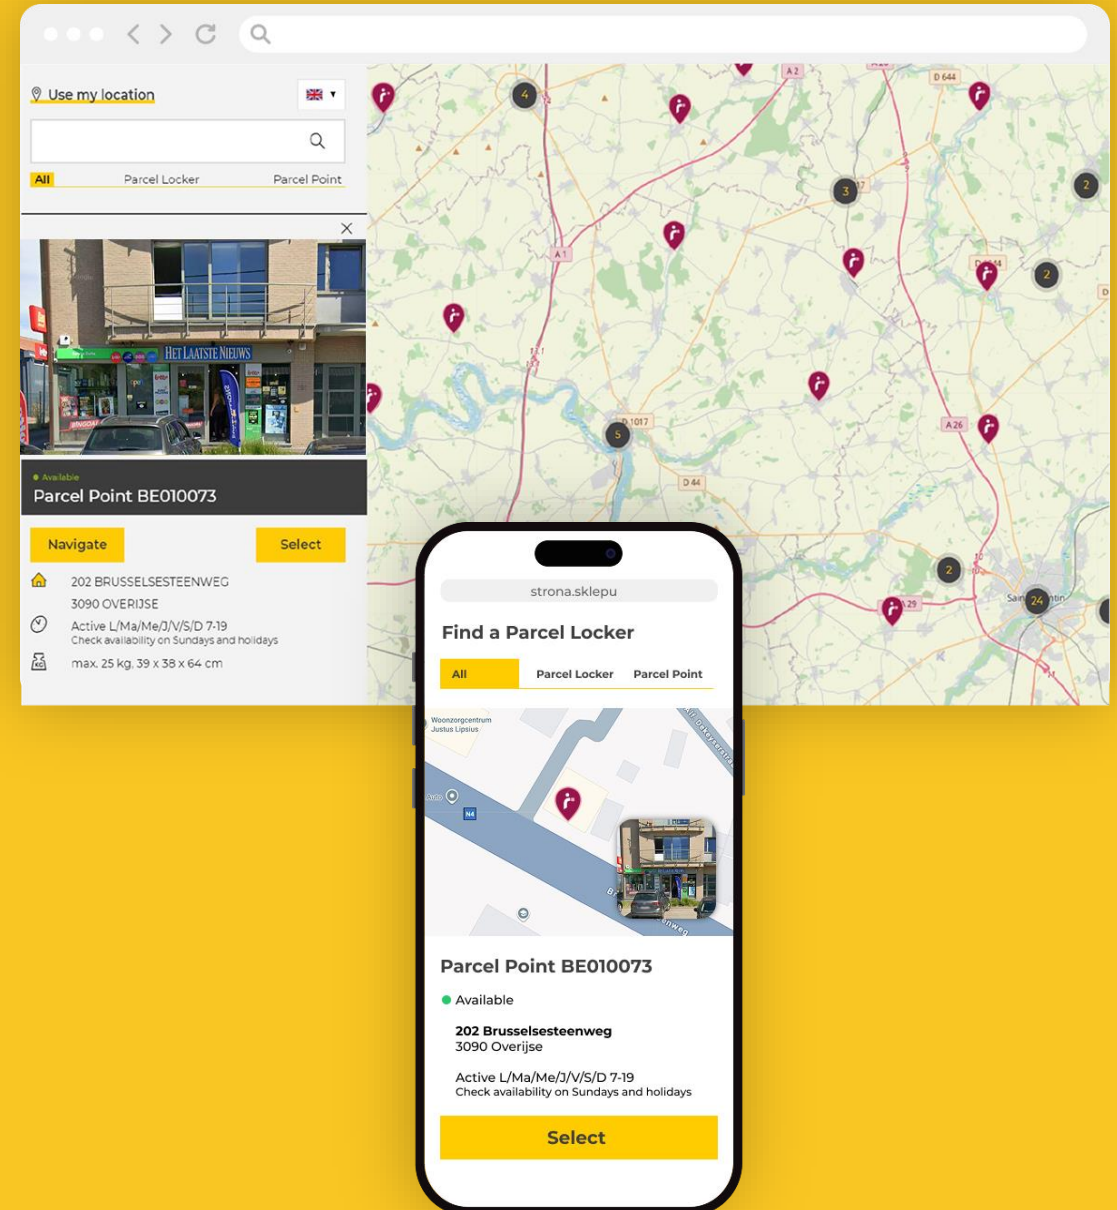 Use my location
All Parcel Locker Parcel Point
HET LAATSTE NIEUWS
BINGOAL
Available
Parcel Point BE010073
Navigate Select
202 BRUSSELSESTEENWEG
3090 OVERIJSE
Active L/Ma/Me/J/V/S/D 7-19
Check availability on Sundays and holidays
KG
max. 25 kg, 39 x 38 x 64 cm
A 2
D 644
4
3
2
A 1
2
D 1017
5
A 26
D 44
2
A 29
24
strona.sklepu
Find a Parcel Locker
All Parcel Locker Parcel Point
Woonzorgcentrum
Justus Lipsius
Auto
N4
Parcel Point BE010073
Available
202 Brusselsesteenweg
3090 Overijse
Active L/Ma/Me/J/V/S/D 7-19
Check availability on Sundays and holidays
Select